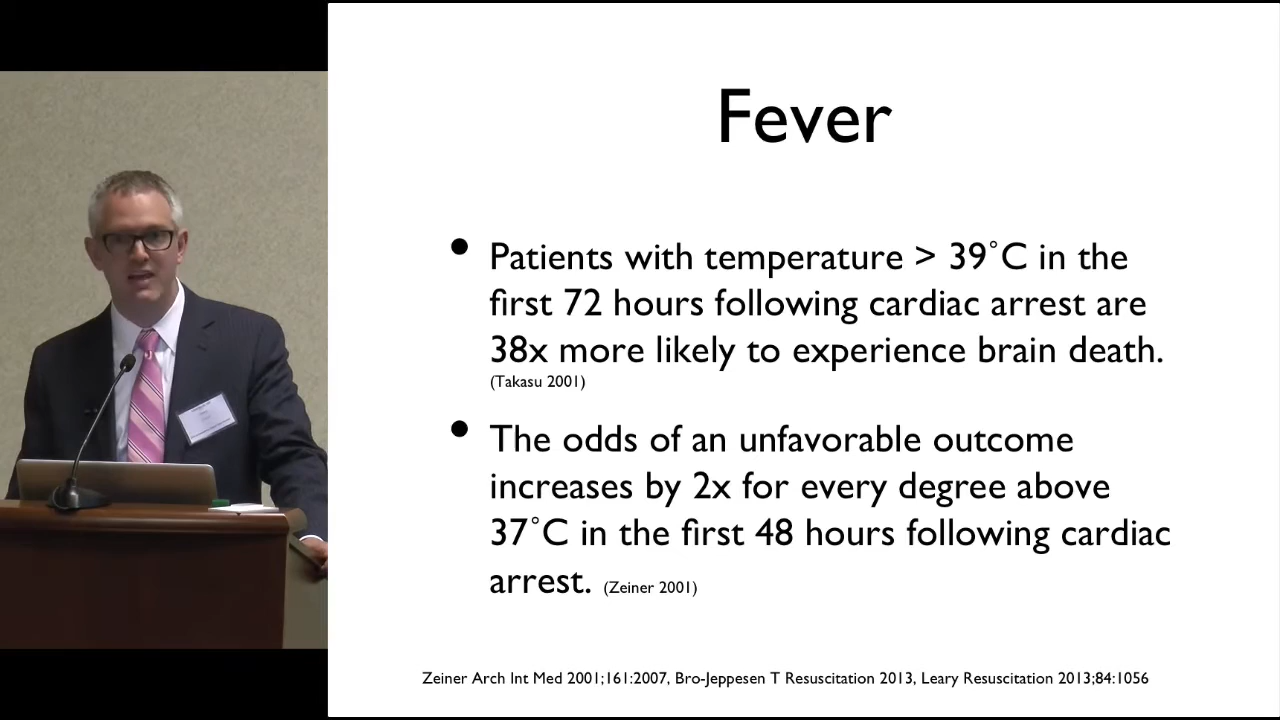 Fever
• Patients with temperature > 39˚C in the
first 72 hours following cardiac arrest are
38x more likely to experience brain death.
(Takasu 2001)
• The odds of an unfavorable outcome
increases by 2x for every degree above
37˚C in the first 48 hours following cardiac
arrest. (Zeiner 2001)
Zeiner Arch Int Med 2001;161:2007, Bro-Jeppesen T Resuscitation 2013, Leary Resuscitation 2013;84:1056